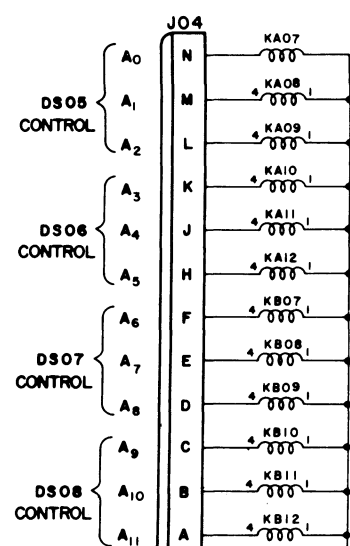 J04
A0 N KA07
A1 M 4 KA08 1
DS05
CONTROL
A2 L 4 KA09 1
A3 K 4 KA10 1
DS06
CONTROL
A4 J 4 KA11 1
A5 H 4 KA12 1
A6 F 4 KB07 1
DS07
CONTROL
A7 E 4 KB08 1
A8 D 4 KB09 1
A9 C 4 KB10 1
DS08
CONTROL
A10 B 4 KB11 1
A11 A 4 KB12 1